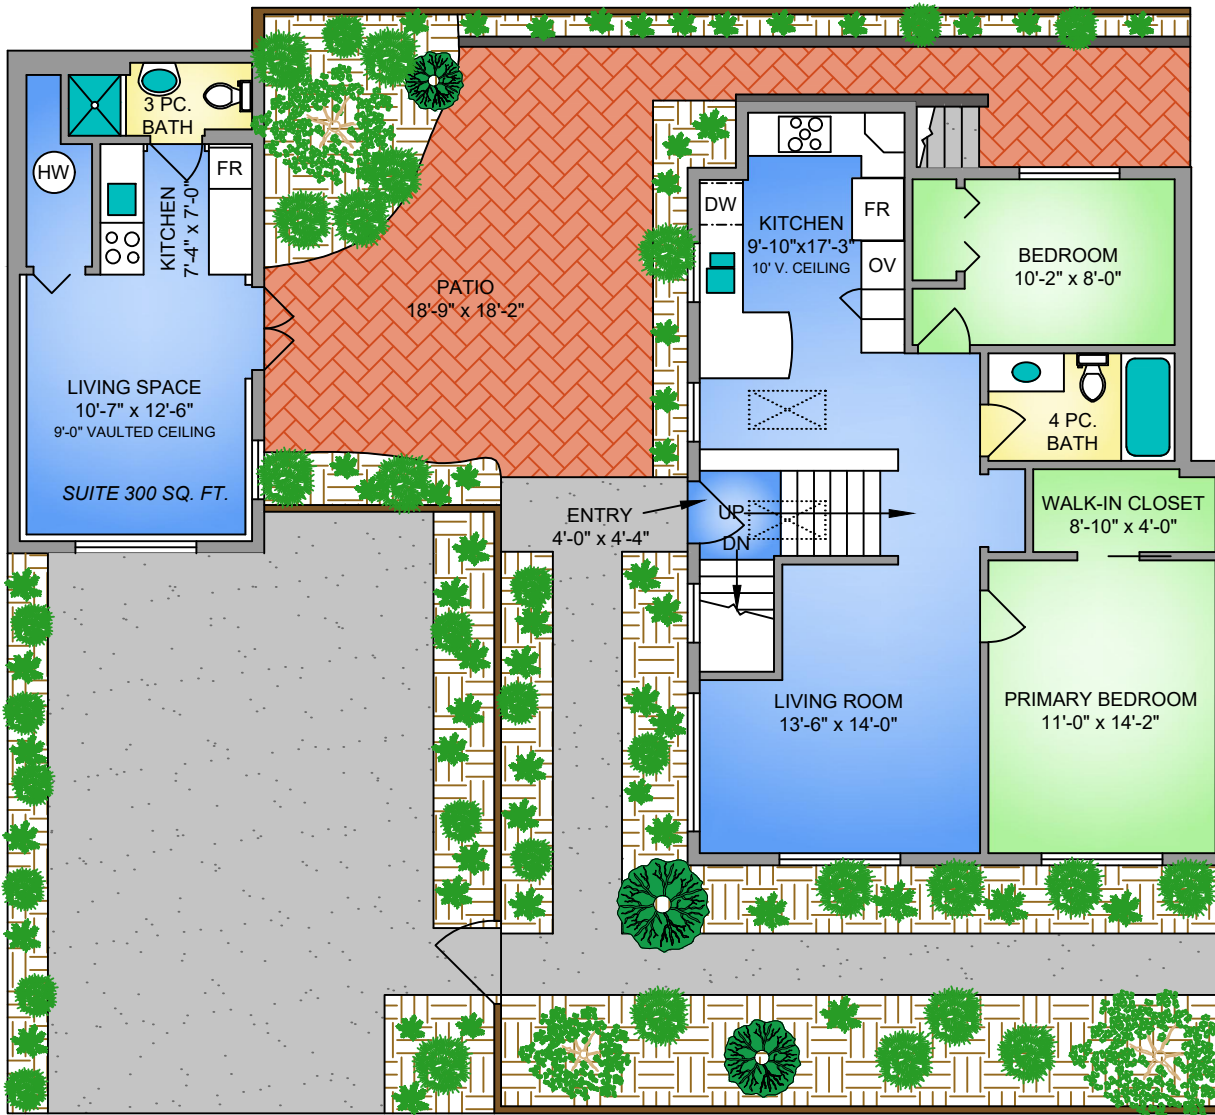 3 PC.
BATH
HW
FR
KITCHEN
7'-4" x 7'-0"
LIVING SPACE
10'-7" x 12'-6"
9'-0" VAULTED CEILING
SUITE 300 SQ. FT.
PATIO
18'-9" x 18'-2"
DW
KITCHEN
9'-10"x17'-3"
10' V. CEILING
FR
OV
BEDROOM
10'-2" x 8'-0"
4 PC.
BATH
ENTRY
4'-0" x 4'-4"
UP
DN
WALK-IN CLOSET
8'-10" x 4'-0"
LIVING ROOM
13'-6" x 14'-0"
PRIMARY BEDROOM
11'-0" x 14'-2"